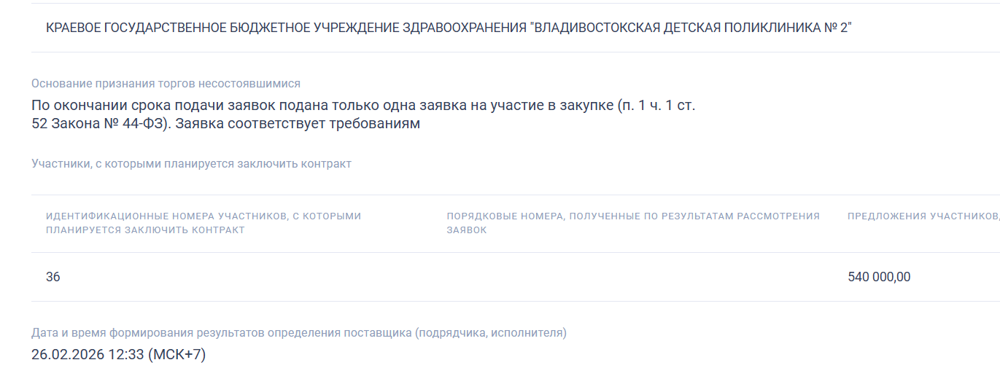 КРАЕВОЕ ГОСУДАРСТВЕННОЕ БЮДЖЕТНОЕ УЧРЕЖДЕНИЕ ЗДРАВООХРАНЕНИЯ "ВЛАДИВОСТОКСКАЯ ДЕТСКАЯ ПОЛИКЛИНИКА № 2"
Основание признания торгов несостоявшимися
По окончании срока подачи заявок подана только одна заявка на участие в закупке (п. 1 ч. 1 ст.
52 Закона № 44-ФЗ). Заявка соответствует требованиям
Участники, с которыми планируется заключить контракт
ИДЕНТИФИКАЦИОННЫЕ НОМЕРА УЧАСТНИКОВ, С КОТОРЫМИ
ПЛАНИРУЕТСЯ ЗАКЛЮЧИТЬ КОНТРАКТ
ПОРЯДКОВЫЕ НОМЕРА, ПОЛУЧЕННЫЕ ПО РЕЗУЛЬТАТАМ РАССМОТРЕНИЯ
ЗАЯВОК
ПРЕДЛОЖЕНИЯ УЧАСТНИКОВ,
36
540 000,00
Дата и время формирования результатов определения поставщика (подрядчика, исполнителя)
26.02.2026 12:33 (МСК+7)